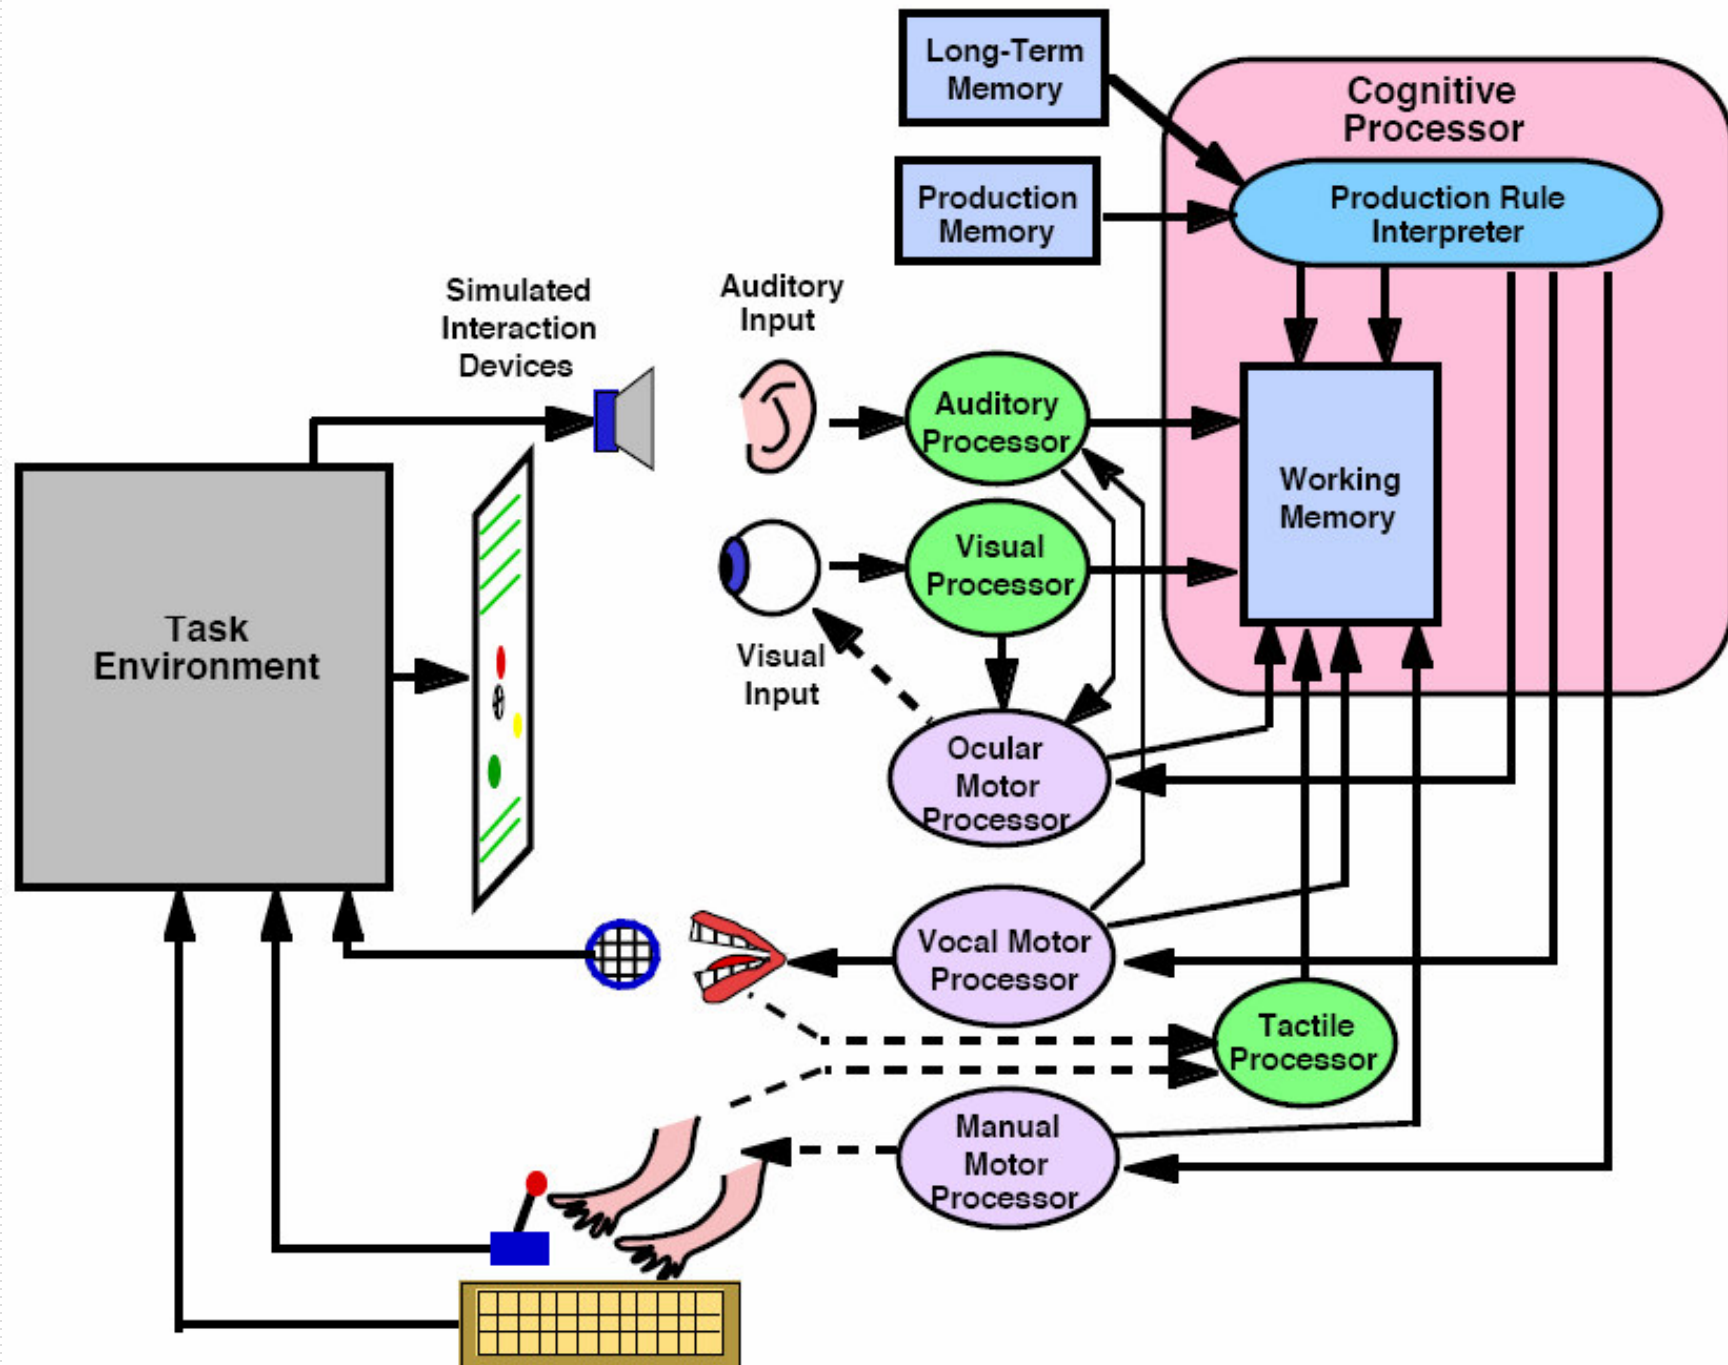 Long-Term
Memory
Cognitive
Processor
Production
Memory
Production Rule
Interpreter
Simulated
Interaction
Devices
Auditory
Input
Auditory
Processor
Working
Memory
Visual
Processor
Task
Environment
Visual
Input
Ocular
Motor
Processor
Vocal Motor
Processor
Tactile
Processor
Manual
Motor
Processor